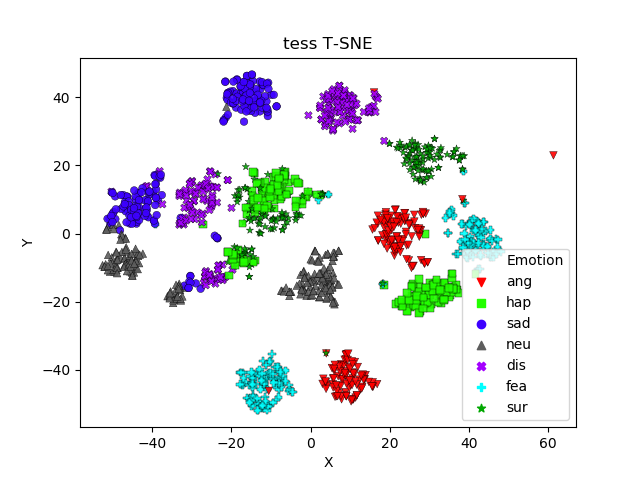 tess T-SNE
Y
40
20
0
−20
−40
−40
−20
0
20
40
60
X
Emotion
ang
hap
sad
neu
dis
fea
sur